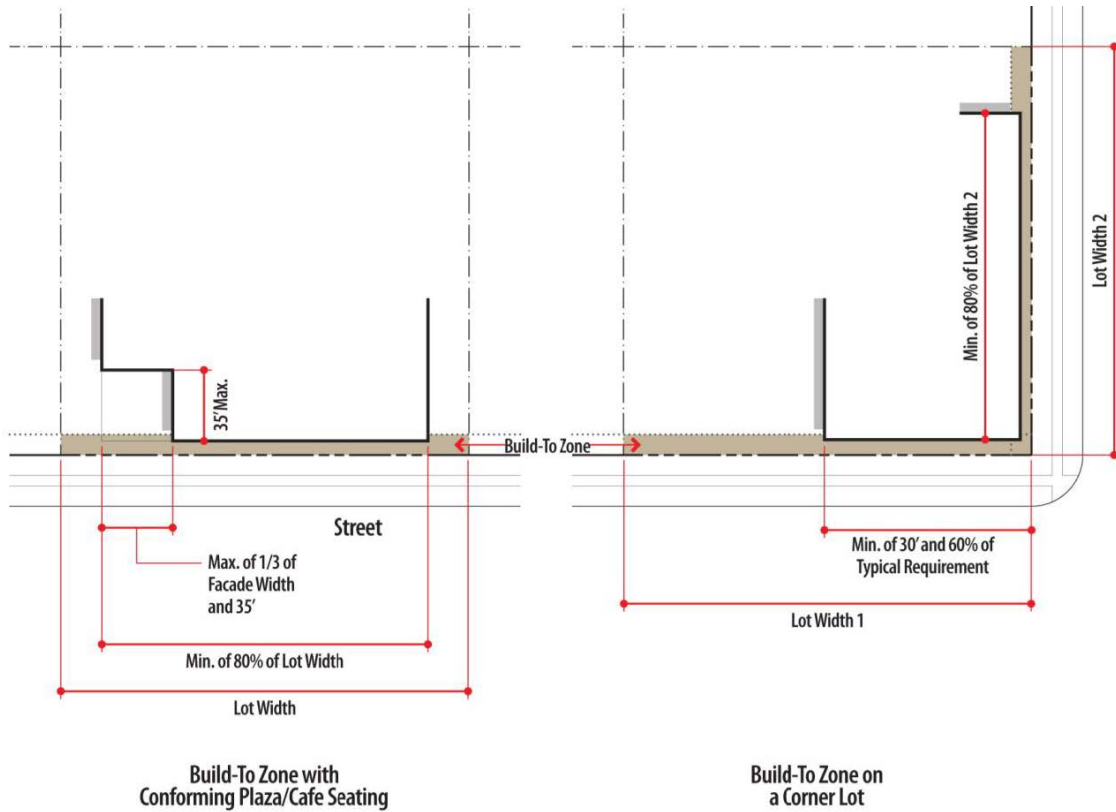 35' Max.
Build-To Zone
Street
Max. of 1/3 of
Facade Width
and 35'
Min. of 80% of Lot Width
Lot Width
Build-To Zone with
Conforming Plaza/Cafe Seating
Min. of 80% of Lot Width 2
Lot Width 2
Min. of 30' and 60% of
Typical Requirement
Lot Width 1
Build-To Zone on
a Corner Lot